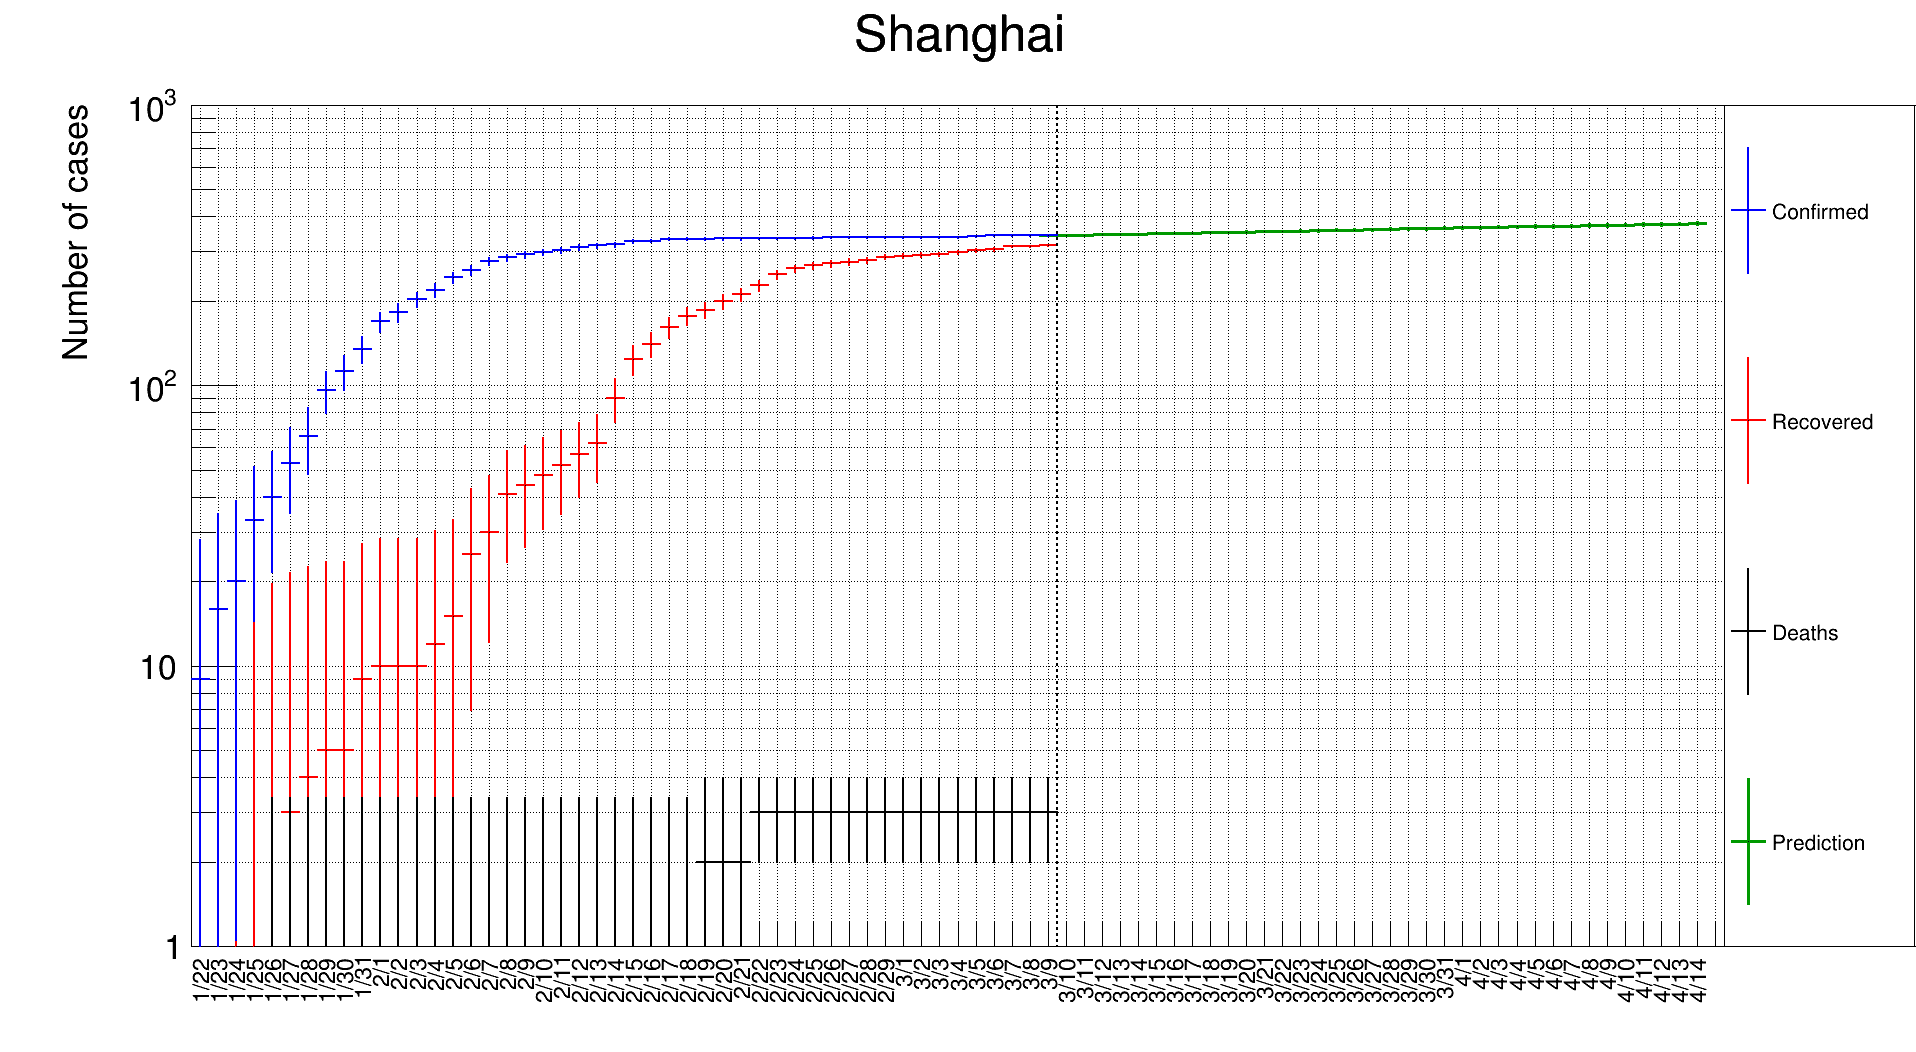 Shanghai
Number of cases
10³
10²
10
1
1/22 1/23 1/24 1/25 1/26 1/27 1/28 1/29 1/30 1/31 2/1 2/2 2/3 2/4 2/5 2/6 2/7 2/8 2/9 2/10 2/11 2/12 2/13 2/14 2/15 2/16 2/17 2/18 2/19 2/20 2/21 2/22 2/23 2/24 2/25 2/26 2/27 2/28 2/29 3/1 3/2 3/3 3/4 3/5 3/6 3/7 3/8 3/9 3/10 3/11 3/12 3/13 3/14 3/15 3/16 3/17 3/18 3/19 3/20 3/21 3/22 3/23 3/24 3/25 3/26 3/27 3/28 3/29 3/30 3/31 4/1 4/2 4/3 4/4 4/5 4/6 4/7 4/8 4/9 4/10 4/11 4/12 4/13 4/14
Confirmed
Recovered
Deaths
Prediction